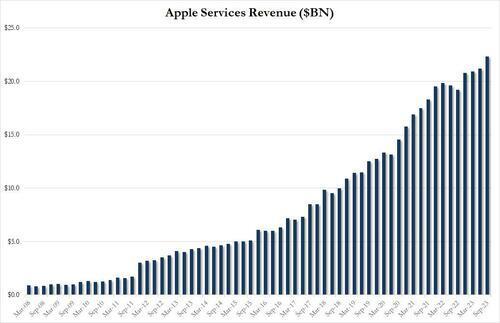 Apple Services Revenue ($BN)
$25.0
$20.0
$15.0
$10.0
$5.0
$0.0
Mar-08
Sep-08
Mar-09
Sep-09
Mar-10
Sep-10
Mar-11
Sep-11
Mar-12
Sep-12
Mar-13
Sep-13
Mar-14
Sep-14
Mar-15
Sep-15
Mar-16
Sep-16
Mar-17
Sep-17
Mar-18
Sep-18
Mar-19
Sep-19
Mar-20
Sep-20
Mar-21
Sep-21
Mar-22
Sep-22
Mar-23
Sep-23